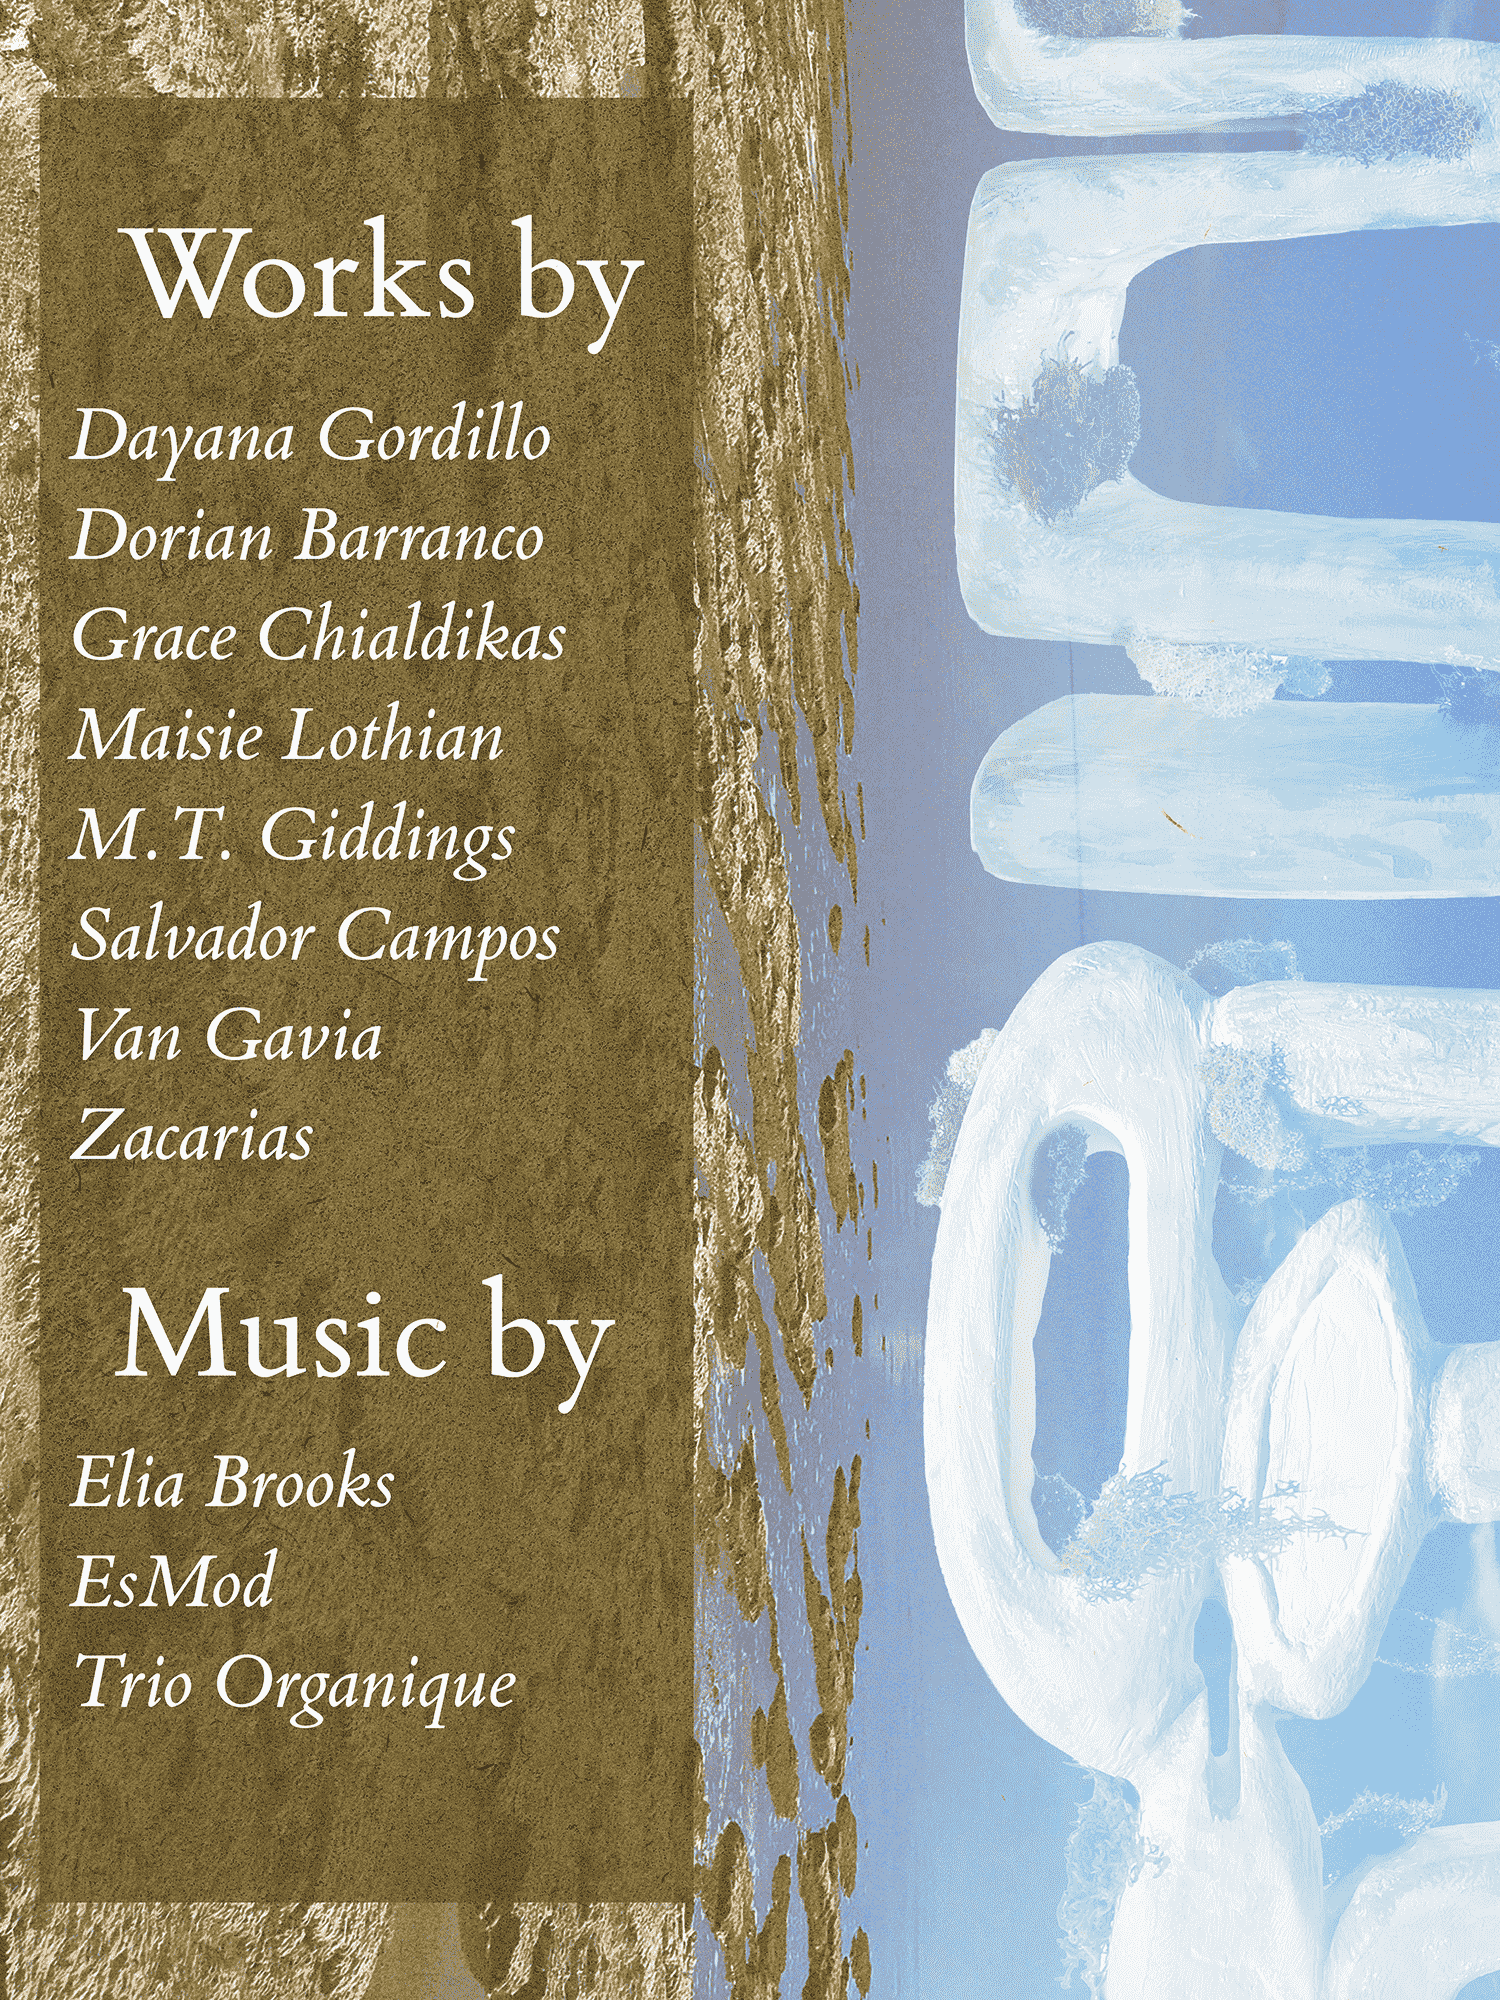 Works by
Dayana Gordillo
Dorian Barranco
Grace Chialdikas
Maisie Lothian
M.T. Giddings
Salvador Campos
Van Gavia
Zacarias
Music by
Elia Brooks
EsMod
Trio Organique